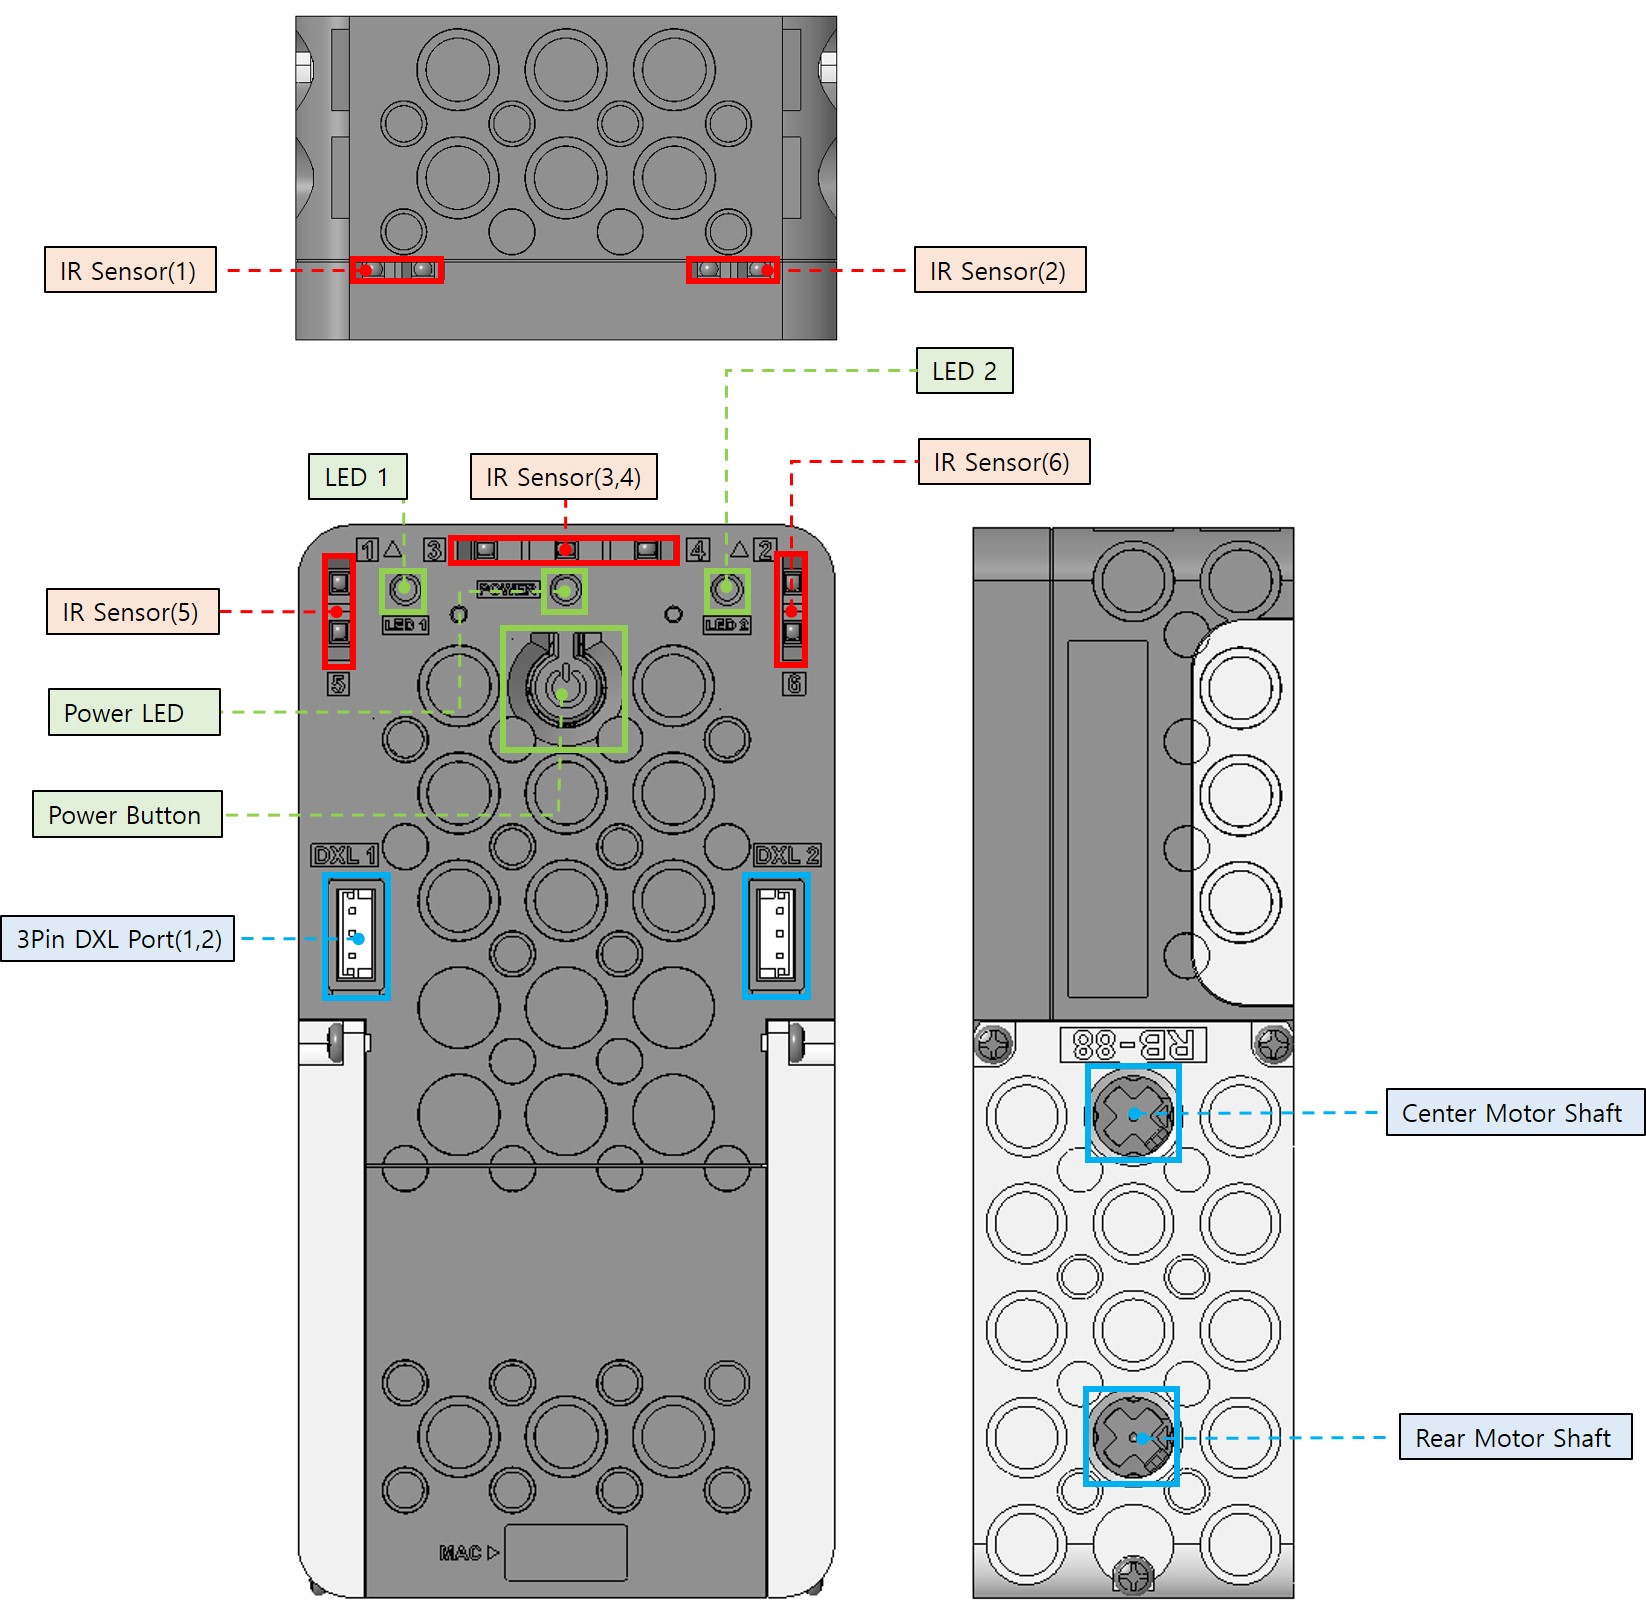 IR Sensor(1)
IR Sensor(2)
LED 2
IR Sensor(6)
LED 1
IR Sensor(3,4)
1 △ 3
4 △ 2
POWER
IR Sensor(5)
LED 1
LED 2
5
6
Power LED
Power Button
DXL 1
DXL 2
3Pin DXL Port(1,2)
RB-88
Center Motor Shaft
Rear Motor Shaft
MAC ▷